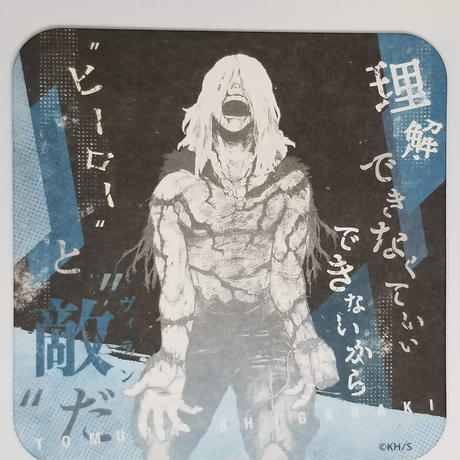 理解
できなくていい
できないから
"ヒーロー"
と
"敵"だ
ヴィラン
TOMURA SHIGARAKI
©KH/S